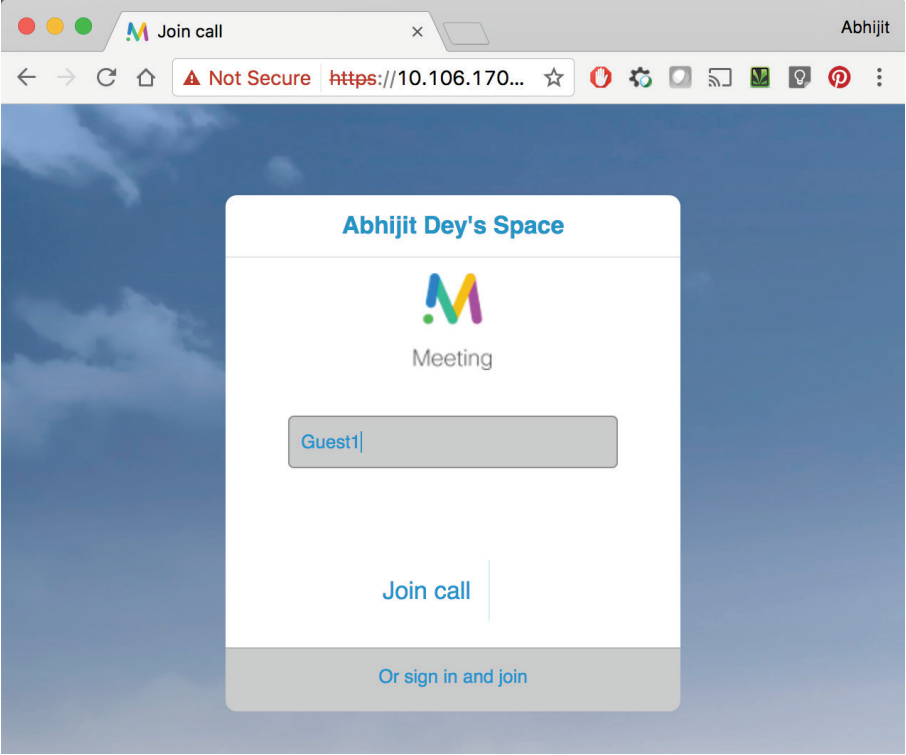 Join call
Abhijit
Not Secure https://10.106.170...
Abhijit Dey's Space
Meeting
Guest1
Join call
Or sign in and join